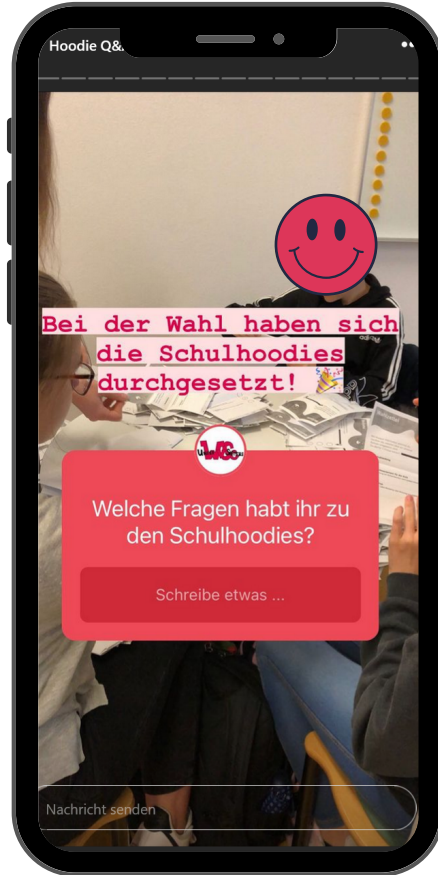 Hoodie Q&
Bei der Wahl haben sich
die Schulhoodies
durchgesetzt! 🎉
Welche Fragen habt ihr zu
den Schulhoodies?
Schreibe etwas ...
Nachricht senden